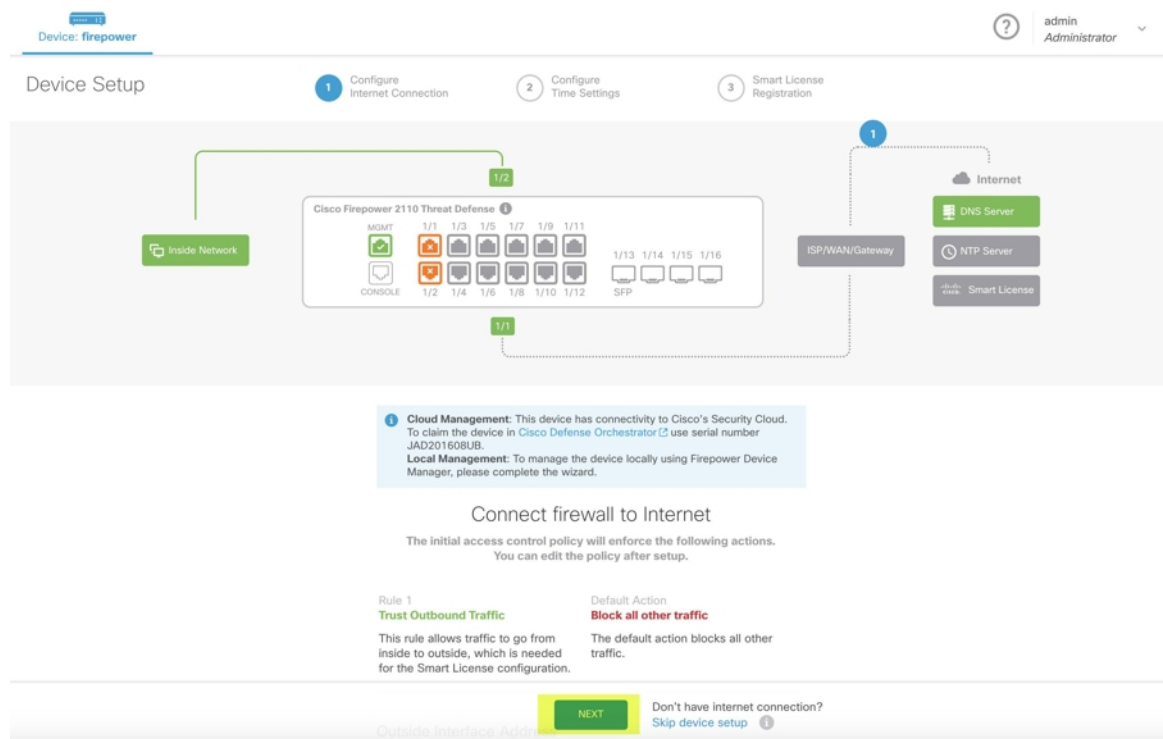 admin
Device: firepower
Administrator
Device Setup
1
Configure
Internet Connection
2
Configure
Time Settings
3
Smart License
Registration
1
1/2
Internet
Cisco Firepower 2110 Threat Defense
DNS Server
MGMT
1/1 1/3 1/5 1/7 1/9 1/11
Inside Network
ISP/WAN/Gateway
NTP Server
1/13 1/14 1/15 1/16
CONSOLE
1/2 1/4 1/6 1/8 1/10 1/12
SFP
Smart License
1/1
Cloud Management: This device has connectivity to Cisco's Security Cloud.
To claim the device in Cisco Defense Orchestrator use serial number
JAD201608UB.
Local Management: To manage the device locally using Firepower Device
Manager, please complete the wizard.
Connect firewall to Internet
The initial access control policy will enforce the following actions.
You can edit the policy after setup.
Rule 1
Trust Outbound Traffic
This rule allows traffic to go from
inside to outside, which is needed
for the Smart License configuration.
Default Action
Block all other traffic
The default action blocks all other
traffic.
NEXT
Don't have internet connection?
Skip device setup
Outside Interface